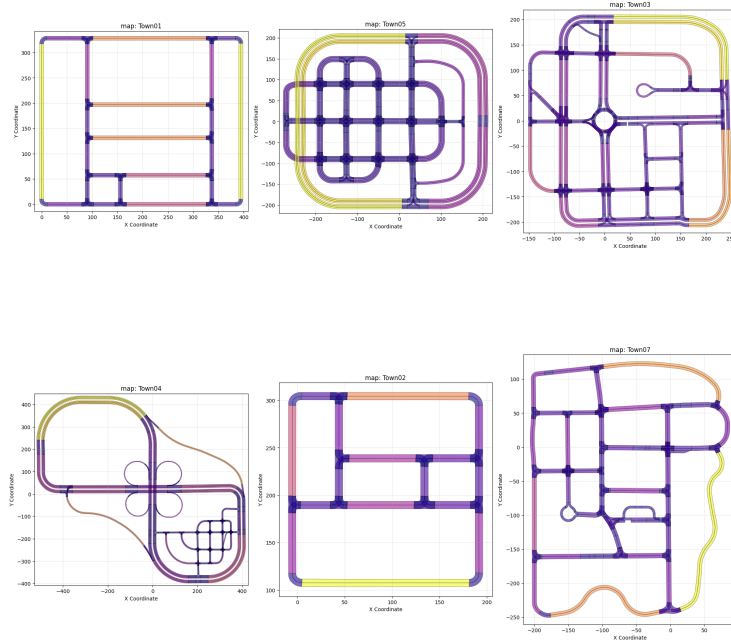 map: Town01
Y Coordinate
300
250
200
150
100
50
0
0 50 100 150 200 250 300 350 400
X Coordinate
map: Town05
Y Coordinate
200
150
100
50
0
−50
−100
−150
−200
−200 −100 0 100 200
X Coordinate
map: Town03
Y Coordinate
200
150
100
50
0
−50
−100
−150
−200
−150 −100 −50 0 50 100 150 200
X Coordinate
map: Town04
Y Coordinate
400
300
200
100
0
−100
−200
−300
−400
−400 −200 0 200 400
X Coordinate
map: Town02
Y Coordinate
300
250
200
150
100
0 50 100 150 200
X Coordinate
map: Town07
Y Coordinate
100
50
0
−50
−100
−150
−200
−250
−200 −150 −100 −50 0 50
X Coordinate